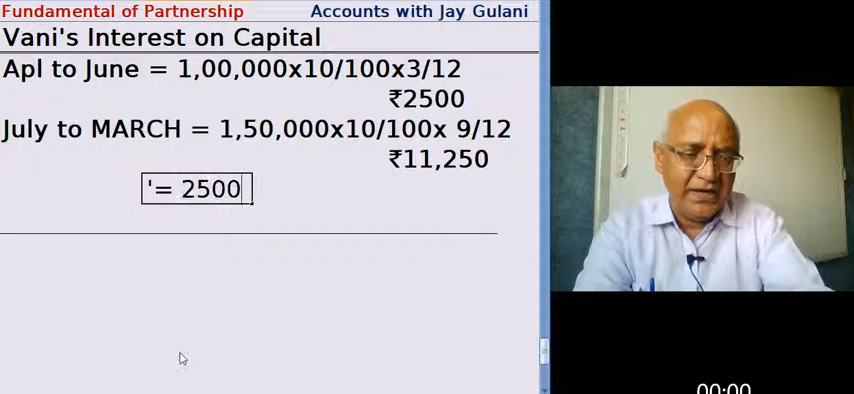 Fundamental of Partnership Accounts with Jay Gulani
Vani's Interest on Capital
Apl to June = 1,00,000x10/100x3/12
₹2500
July to MARCH = 1,50,000x10/100x 9/12
₹11,250
'= 2500
00:00